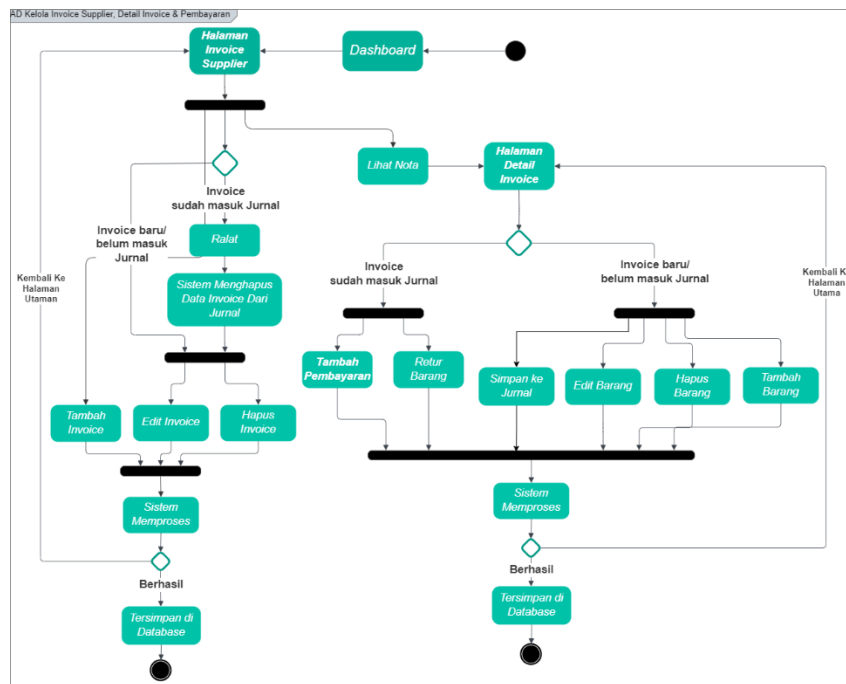 AD Kelola Invoice Supplier, Detail Invoice & Pembayaran
Halaman
Invoice
Supplier
Dashboard
Lihat Nota
Halaman
Detail
Invoice
Invoice
sudah masuk Jurnal
Ralat
Invoice baru/
belum masuk
Jurnal
Sistem Menghapus
Data Invoice Dari
Jurnal
Kembali Ke
Halaman
Utaman
Tambah
Invoice
Edit Invoice
Hapus
Invoice
Sistem
Memproses
Berhasil
Tersimpan di
Database
Invoice
sudah masuk Jurnal
Invoice baru/
belum masuk Jurnal
Kembali Ke
Halaman
Utama
Tambah
Pembayaran
Retur
Barang
Simpan ke
Jurnal
Edit Barang
Hapus
Barang
Tambah
Barang
Sistem
Memproses
Berhasil
Tersimpan di
Database